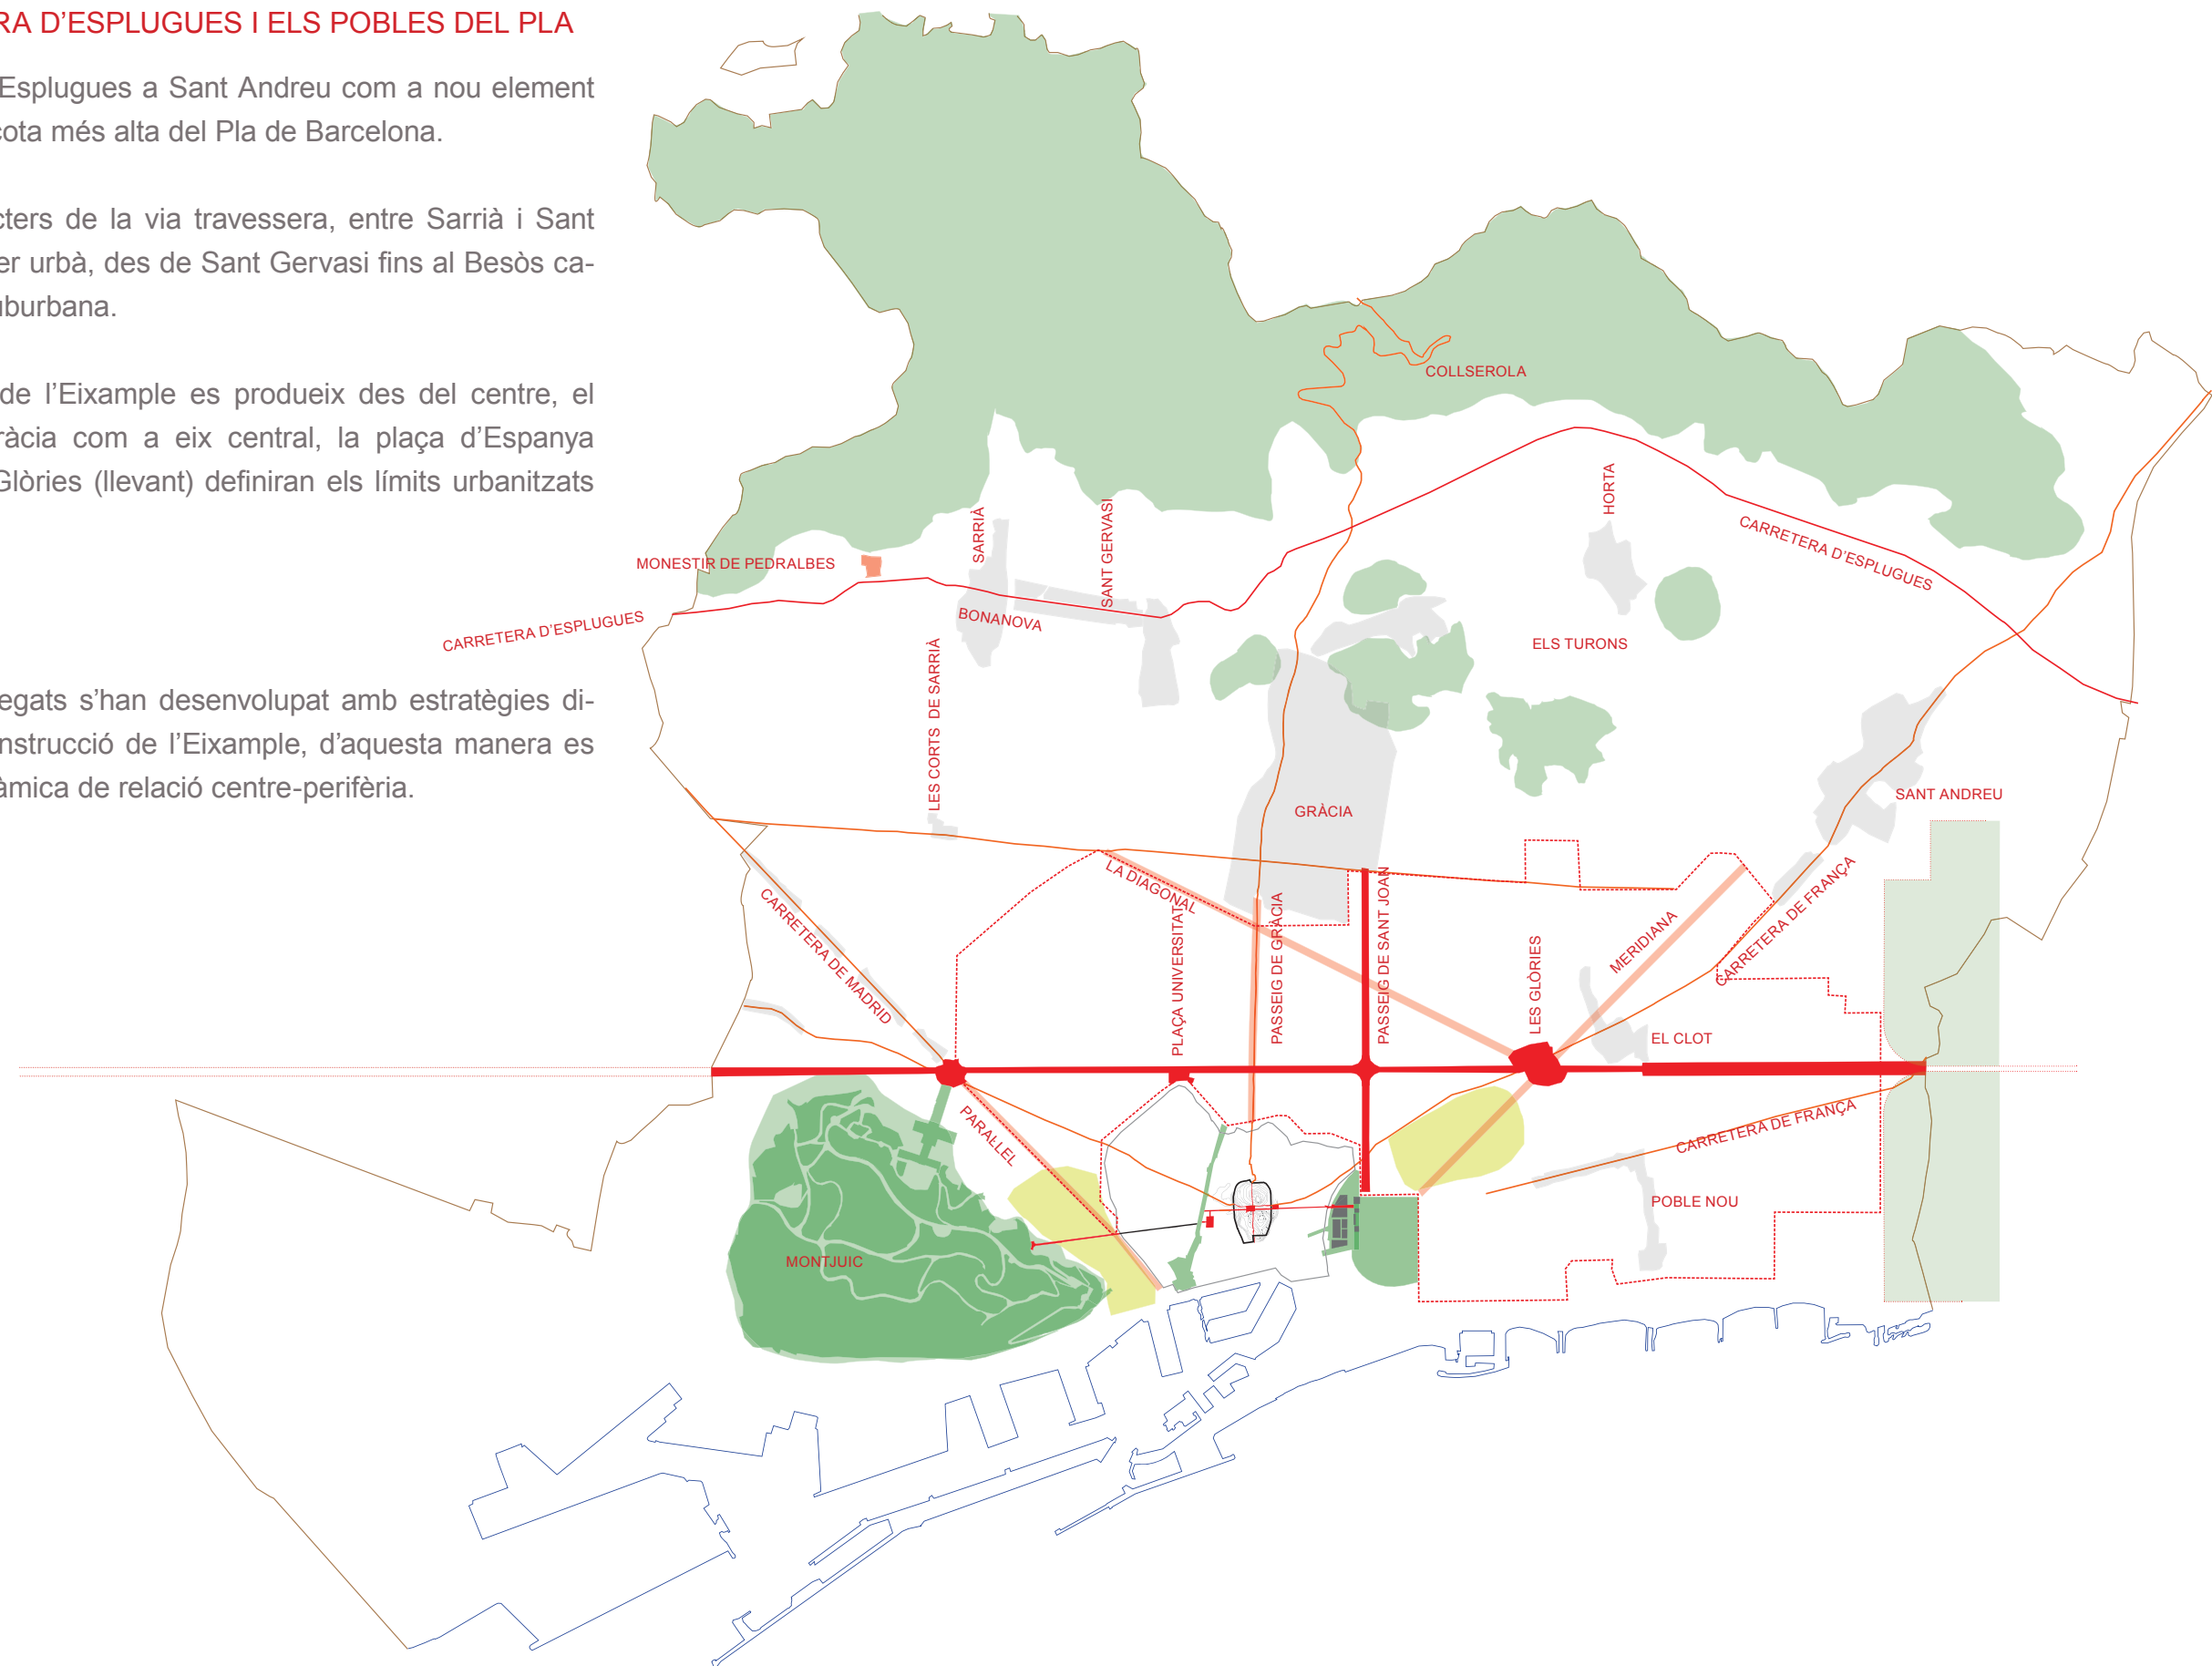 RA D'ESPLUGUES I ELS POBLES DEL PLA
Esplugues a Sant Andreu com a nou element
cota més alta del Pla de Barcelona.
cters de la via travessera, entre Sarrià i Sant
er urbà, des de Sant Gervasi fins al Besòs ca-
uburbana.
de l'Eixample es produeix des del centre, el
ràcia com a eix central, la plaça d'Espanya
Glòries (llevant) definiran els límits urbanitzats
egats s'han desenvolupat amb estratègies di-
nstrucció de l'Eixample, d'aquesta manera es
àmica de relació centre-perifèria.
COLLSEROLA
HORTA
SARRIÀ
SANT GERVASI
CARRETERA D'ESPLUGUES
MONESTIR DE PEDRALBES
BONANOVA
CARRETERA D'ESPLUGUES
ELS TURONS
LES CORTS DE SARRIÀ
GRÀCIA
SANT ANDREU
LA DIAGONAL
CARRETERA DE MADRID
PLAÇA UNIVERSITAT
PASSEIG DE GRÀCIA
PASSEIG DE SANT JOAN
LES GLÒRIES
MERIDIANA
CARRETERA DE FRANÇA
EL CLOT
PARAL·LEL
CARRETERA DE FRANÇA
POBLE NOU
MONTJUIC